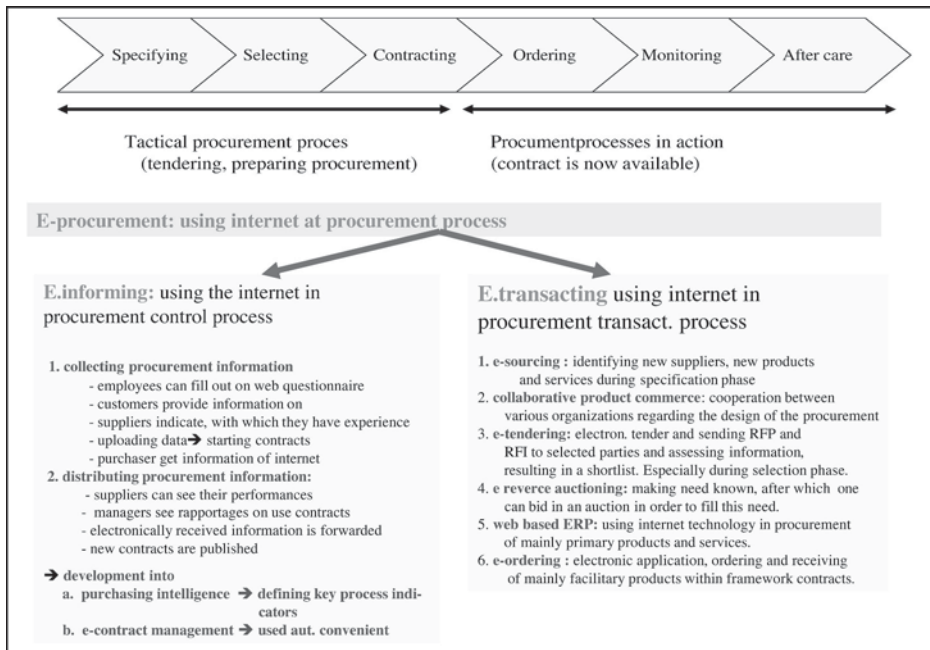 Specifying
Selecting
Contracting
Ordering
Monitoring
After care
Tactical procurement proces
(tendering, preparing procurement)
Procumentprocesses in action
(contract is now available)
E-procurement: using internet at procurement process
E.informing: using the internet in
procurement control process
1. collecting procurement information
- employees can fill out on web questionnaire
- customers provide information on
- suppliers indicate, with which they have experience
- uploading data➔ starting contracts
- purchaser get information of internet
2. distributing procurement information:
- suppliers can see their performances
- managers see rapportages on use contracts
- electronically received information is forwarded
- new contracts are published
➔ development into
a. purchasing intelligence ➔ defining key process indi-
cators
b. e-contract management ➔ used aut. convenient
E.transacting using internet in
procurement transact. process
1. e-sourcing : identifying new suppliers, new products
and services during specification phase
2. collaborative product commerce: cooperation between
various organizations regarding the design of the procurement
3. e-tendering: electron. tender and sending RFP and
RFI to selected parties and assessing information,
resulting in a shortlist. Especially during selection phase.
4. e reverce auctioning: making need known, after which one
can bid in an auction in order to fill this need.
5. web based ERP: using internet technology in procurement
of mainly primary products and services.
6. e-ordering : electronic application, ordering and receiving
of mainly facilitary products within framework contracts.